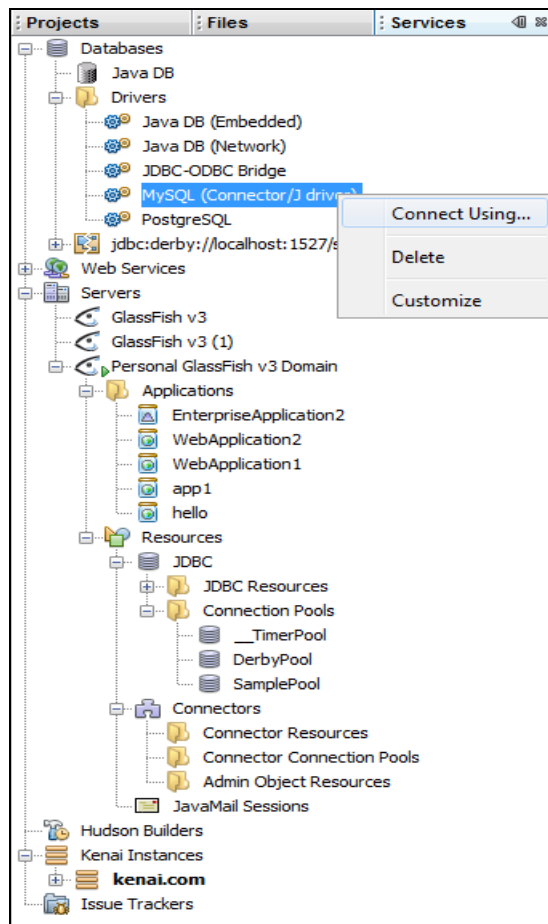 Projects Files Services
Databases
Java DB
Drivers
Java DB (Embedded)
Java DB (Network)
JDBC-ODBC Bridge
MySQL (Connector/J driver)
Connect Using...
PostgreSQL
jdbc:derby://localhost:1527/s
Delete
Web Services
Servers
Customize
GlassFish v3
GlassFish v3 (1)
Personal GlassFish v3 Domain
Applications
EnterpriseApplication2
WebApplication2
WebApplication1
app1
hello
Resources
JDBC
JDBC Resources
Connection Pools
__TimerPool
DerbyPool
SamplePool
Connectors
Connector Resources
Connector Connection Pools
Admin Object Resources
JavaMail Sessions
Hudson Builders
Kenai Instances
kenai.com
Issue Trackers